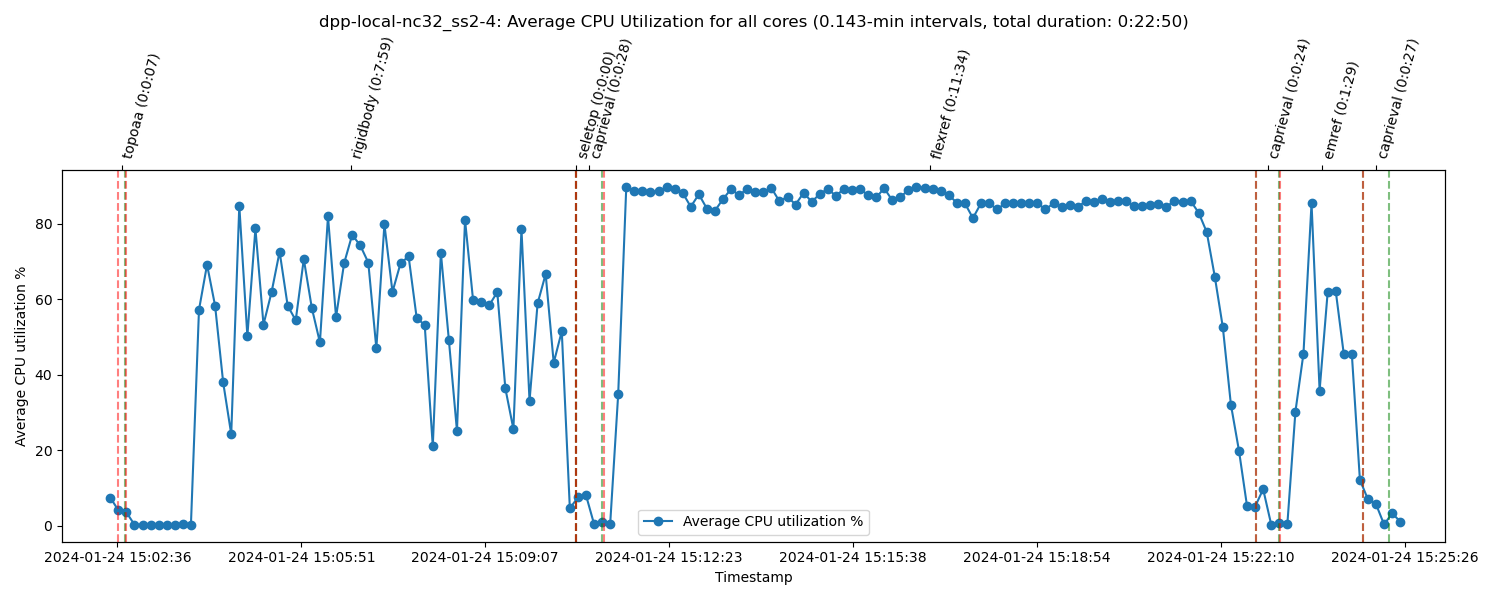 dpp-local-nc32_ss2-4: Average CPU Utilization for all cores (0.143-min intervals, total duration: 0:22:50)
topoaa (0:0:07)
rigidbody (0:7:59)
seletop (0:0:00)
caprieval (0:0:28)
flexref (0:11:34)
caprieval (0:0:24)
emref (0:1:29)
caprieval (0:0:27)
Average CPU utilization %
80
60
40
20
0
Average CPU utilization %
2024-01-24 15:02:36
2024-01-24 15:05:51
2024-01-24 15:09:07
2024-01-24 15:12:23
2024-01-24 15:15:38
2024-01-24 15:18:54
2024-01-24 15:22:10
2024-01-24 15:25:26
Timestamp